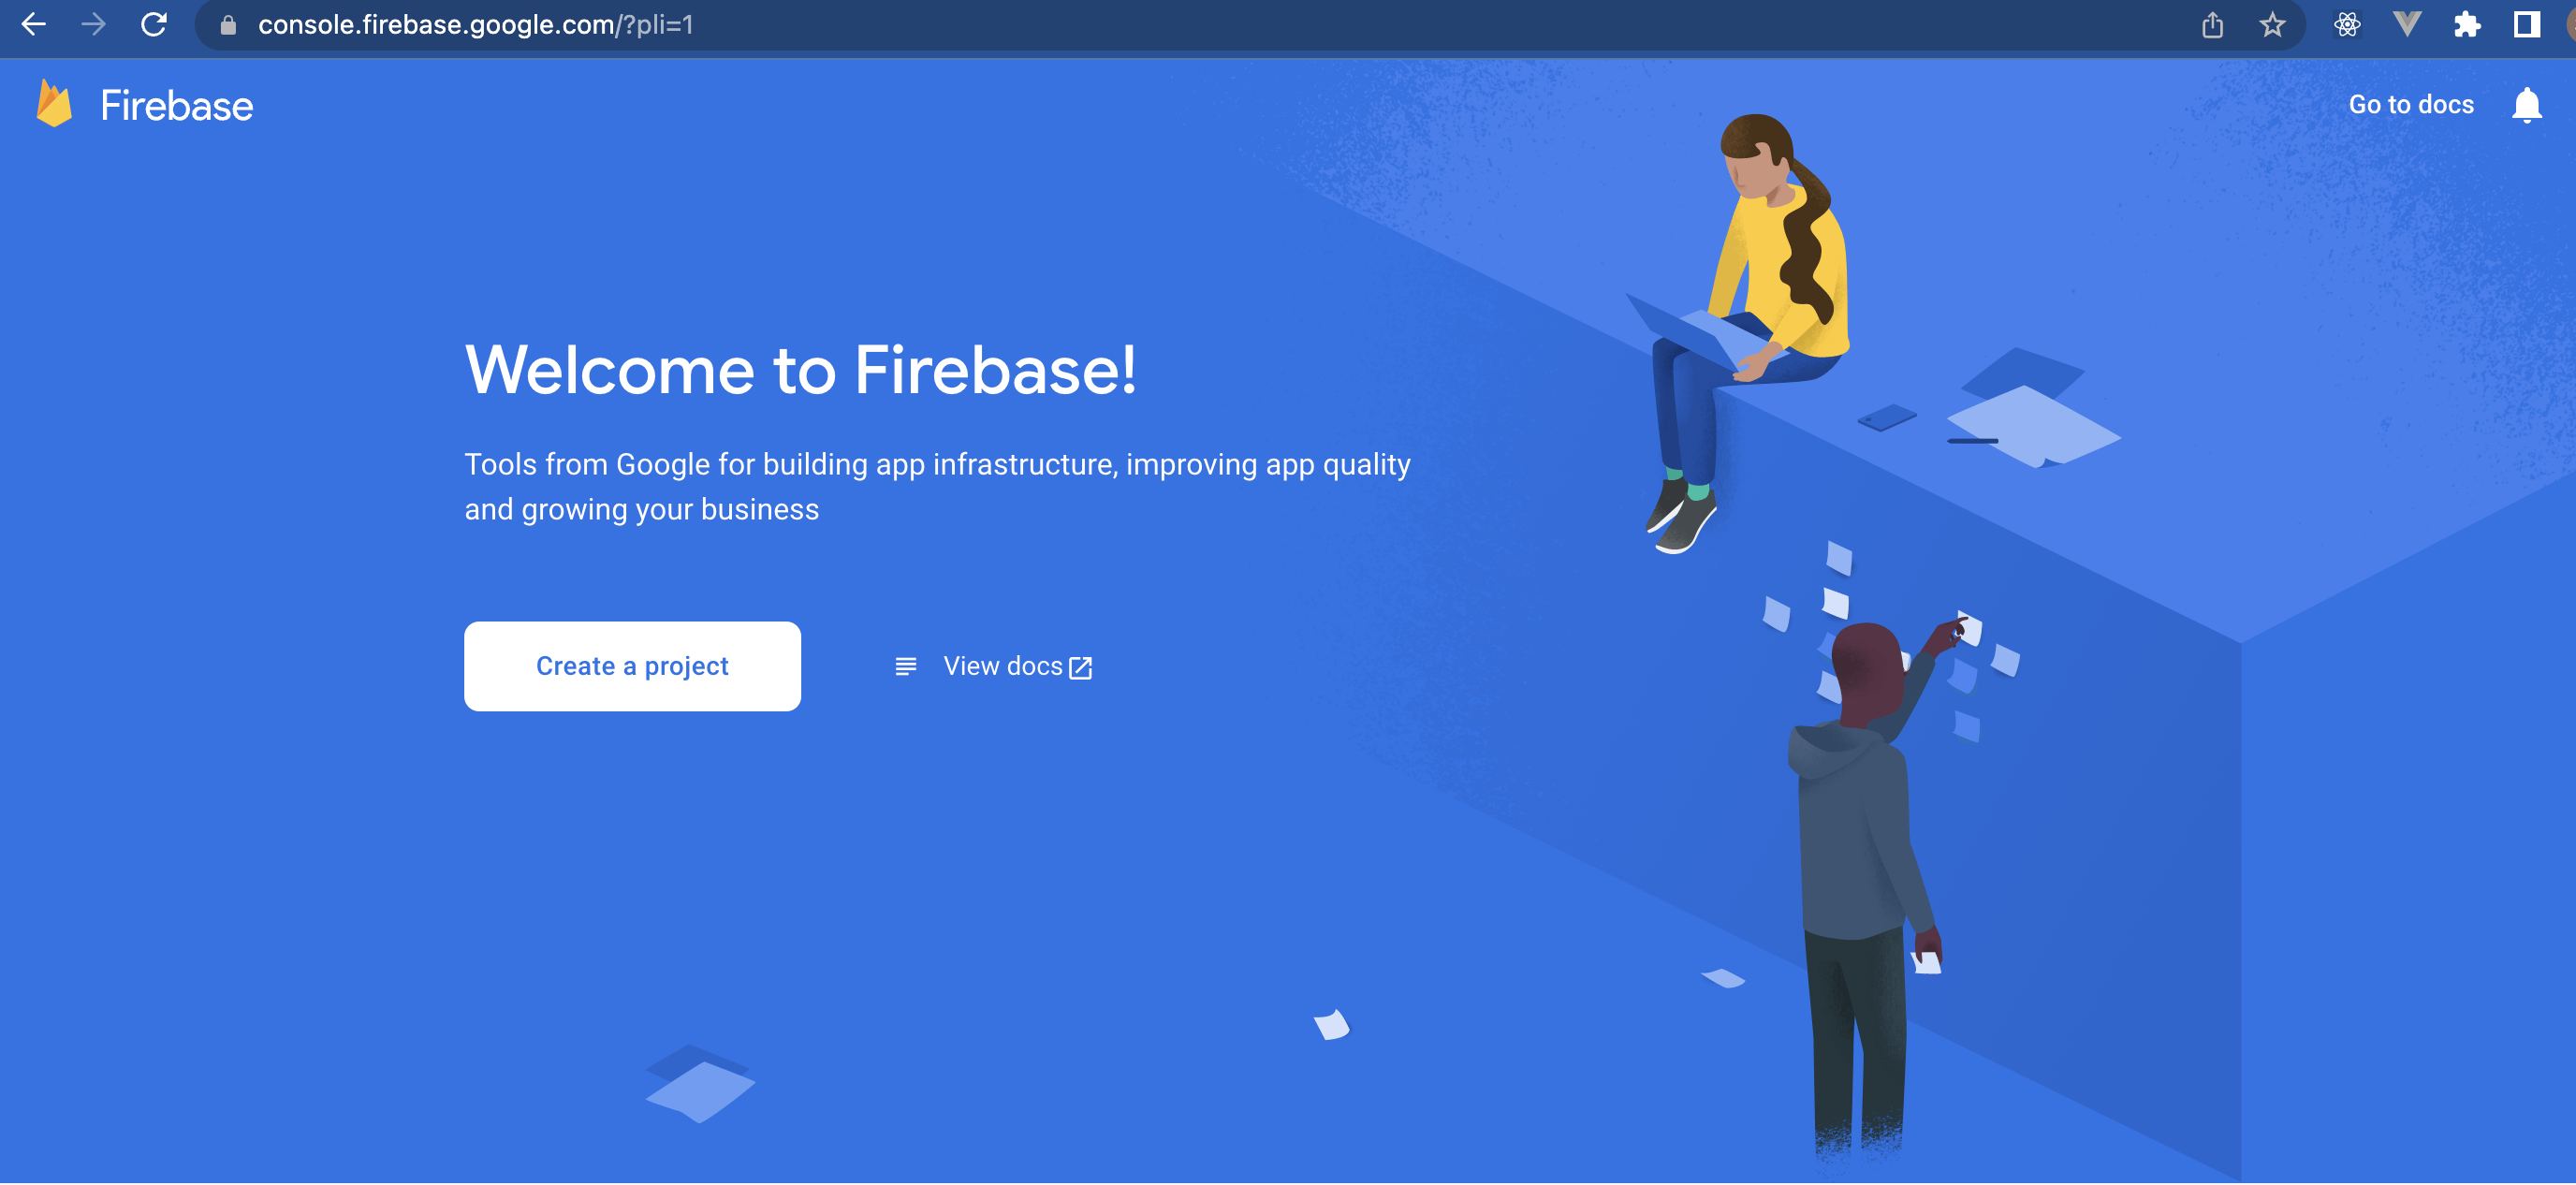 console.firebase.google.com/?pli=1
Firebase
Go to docs
Welcome to Firebase!
Tools from Google for building app infrastructure, improving app quality
and growing your business
Create a project
View docs